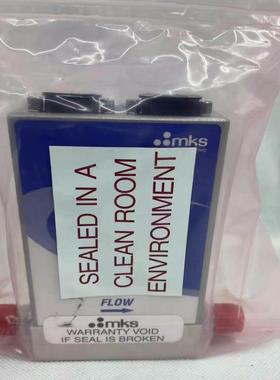 mks
SEALED IN A
CLEAN ROOM
ENVIRONMENT
FLOW
mks
WARRANTY VOID
IF SEAL IS BROKEN